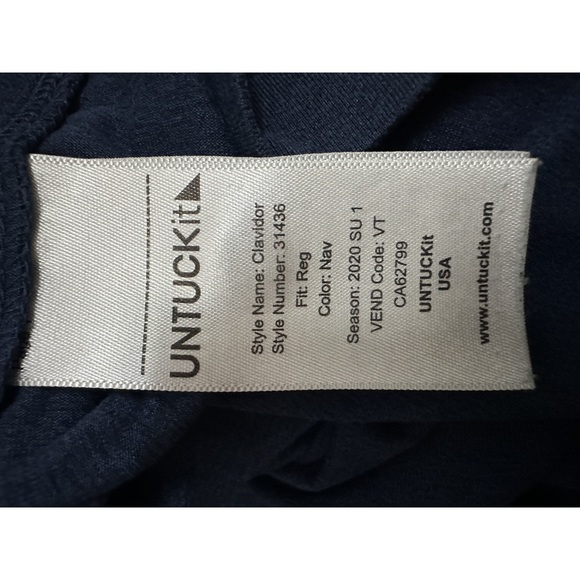 UNTUCKit
Style Name: Clavidor
Style Number: 31436
Fit: Reg
Color: Nav
Season: 2020 SU 1
VEND Code: VT
CA62799
UNTUCKit
USA
www.untuckit.com